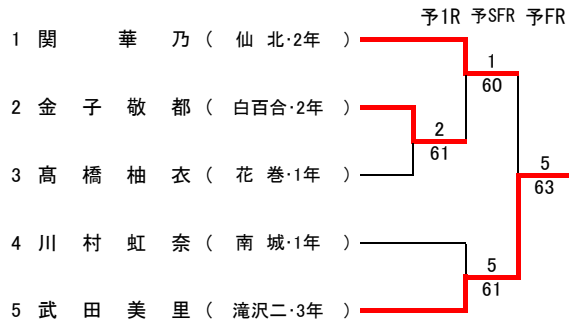 予1R 予SFR 予FR
1 関 華 乃 ( 仙 北・2年 )
1
60
2 金 子 敬 都 ( 白百合・2年 )
2
61
3 髙 橋 柚 衣 ( 花 巻・1年 )
5
63
4 川 村 虹 奈 ( 南 城・1年 )
5
61
5 武 田 美 里 ( 滝沢二・3年 )